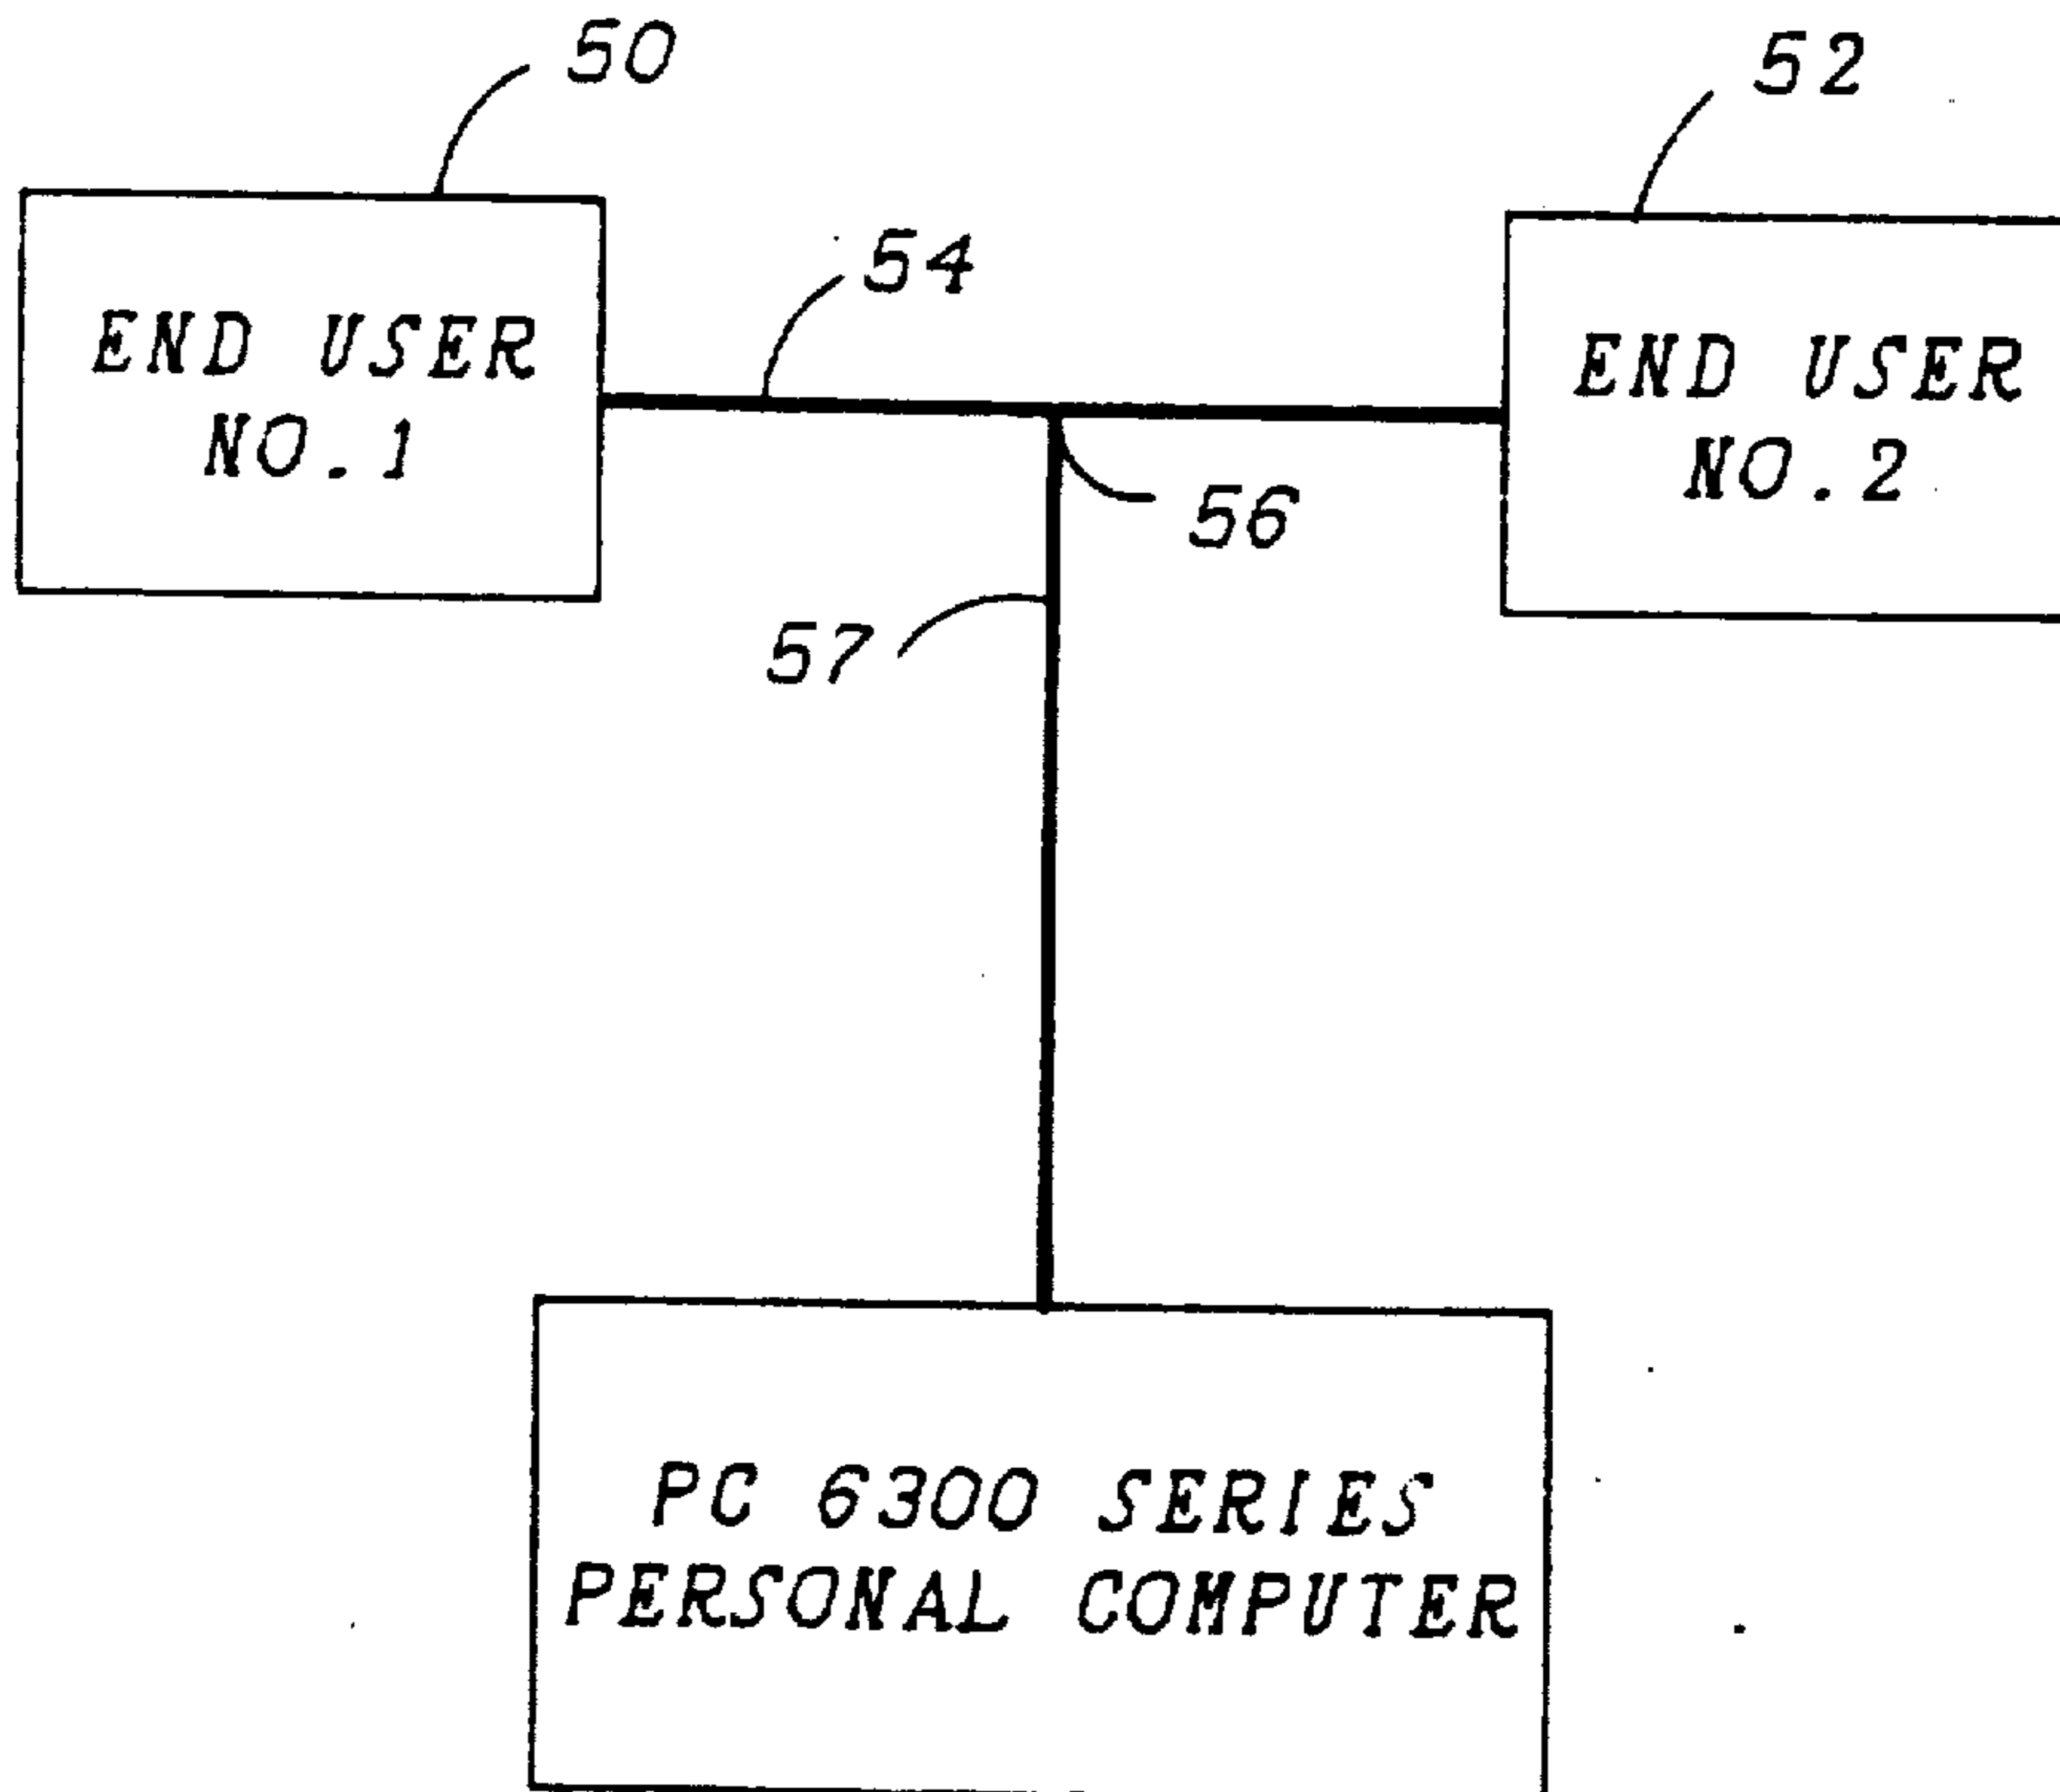 50
52
54
END USER
NO.1
END USER
NO.2
56
57
PC 6300 SERIES
PERSONAL COMPUTER